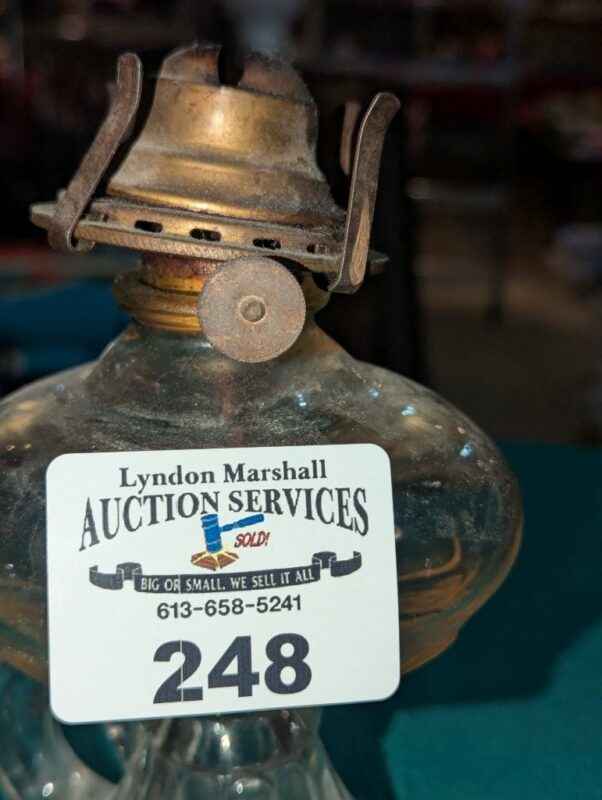 Lyndon Marshall
AUCTION SERVICES
SOLD!
BIG OR SMALL, WE SELL IT ALL
613-658-5241
248